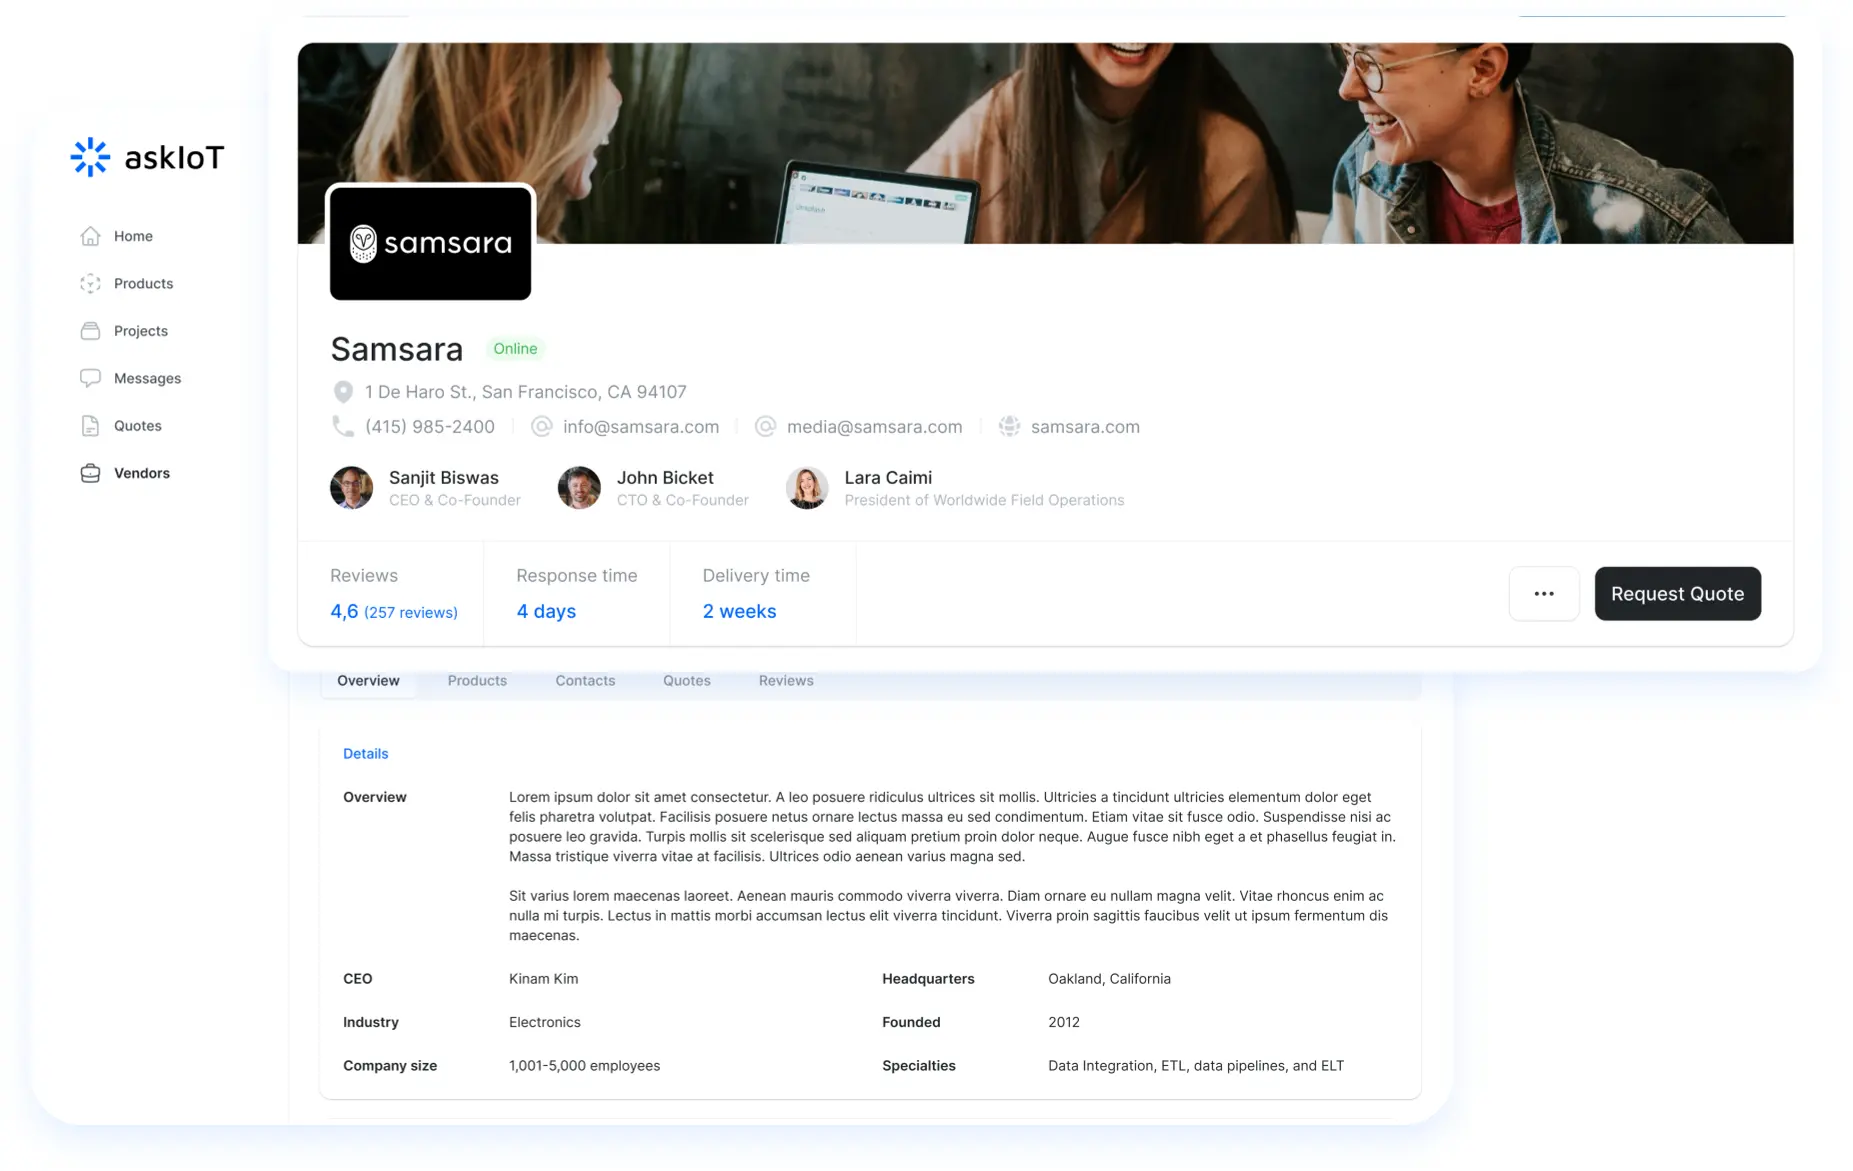 askIoT
Home
Products
Projects
Messages
Quotes
Vendors
samsara
Samsara
Online
1 De Haro St., San Francisco, CA 94107
(415) 985-2400
info@samsara.com
media@samsara.com
samsara.com
Sanjit Biswas
CEO & Co-Founder
John Bicket
CTO & Co-Founder
Lara Caimi
President of Worldwide Field Operations
Reviews
4,6 (257 reviews)
Response time
4 days
Delivery time
2 weeks
...
Request Quote
Overview
Products
Contacts
Quotes
Reviews
Details
Overview
Lorem ipsum dolor sit amet consectetur. A leo posuere ridiculus ultrices sit mollis. Ultricies a tincidunt ultricies elementum dolor eget
felis pharetra volutpat. Facilisis posuere netus ornare lectus massa eu sed condimentum. Etiam vitae sit fusce odio. Suspendisse nisi ac
posuere leo gravida. Turpis mollis sit scelerisque sed aliquam pretium proin dolor neque. Augue fusce nibh eget a et phasellus feugiat in.
Massa tristique viverra vitae at facilisis. Ultrices odio aenean varius magna sed.
Sit varius lorem maecenas laoreet. Aenean mauris commodo viverra viverra. Diam ornare eu nullam magna velit. Vitae rhoncus enim ac
nulla mi turpis. Lectus in mattis morbi accumsan lectus elit viverra tincidunt. Viverra proin sagittis faucibus velit ut ipsum fermentum dis
maecenas.
CEO
Kinam Kim
Headquarters
Oakland, California
Industry
Electronics
Founded
2012
Company size
1,001-5,000 employees
Specialties
Data Integration, ETL, data pipelines, and ELT